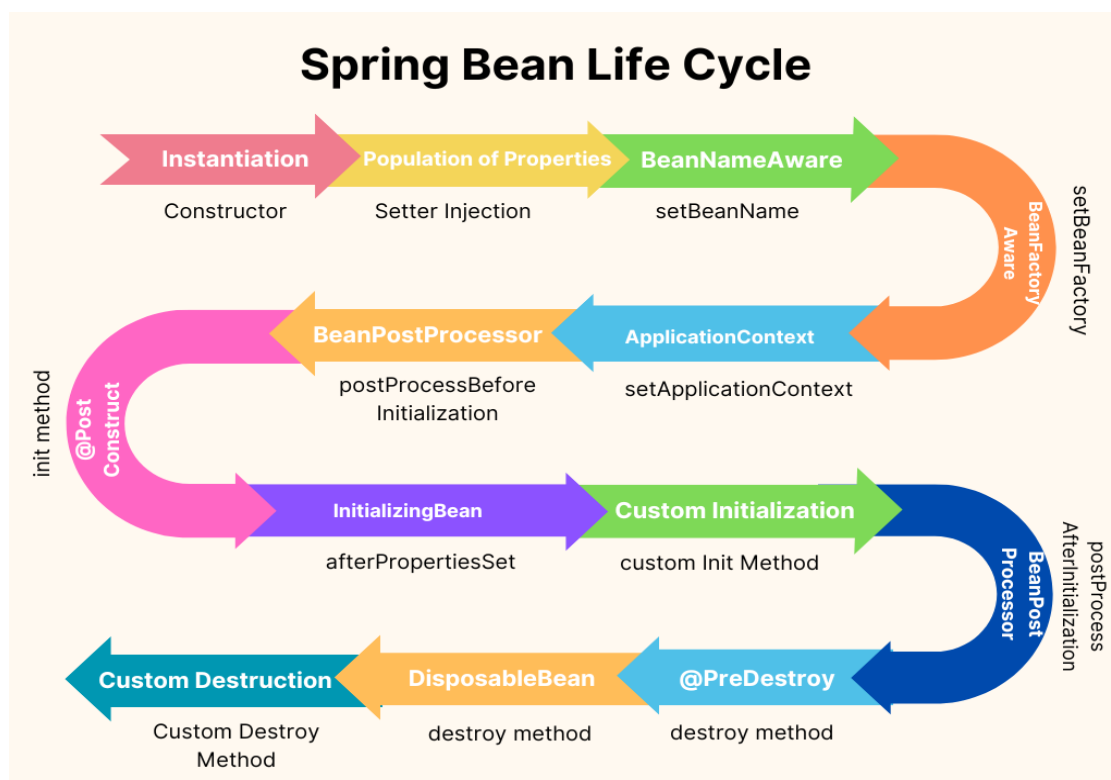 Spring Bean Life Cycle
Instantiation
Population of Properties
BeanNameAware
Constructor
Setter Injection
setBeanName
BeanFactory
Aware
setBeanFactory
ApplicationContext
setApplicationContext
BeanPostProcessor
postProcessBefore
Initialization
@Post
Construct
init method
InitializingBean
afterPropertiesSet
Custom Initialization
custom Init Method
BeanPost
Processor
postProcess
AfterInitialization
@PreDestroy
destroy method
DisposableBean
destroy method
Custom Destruction
Custom Destroy
Method